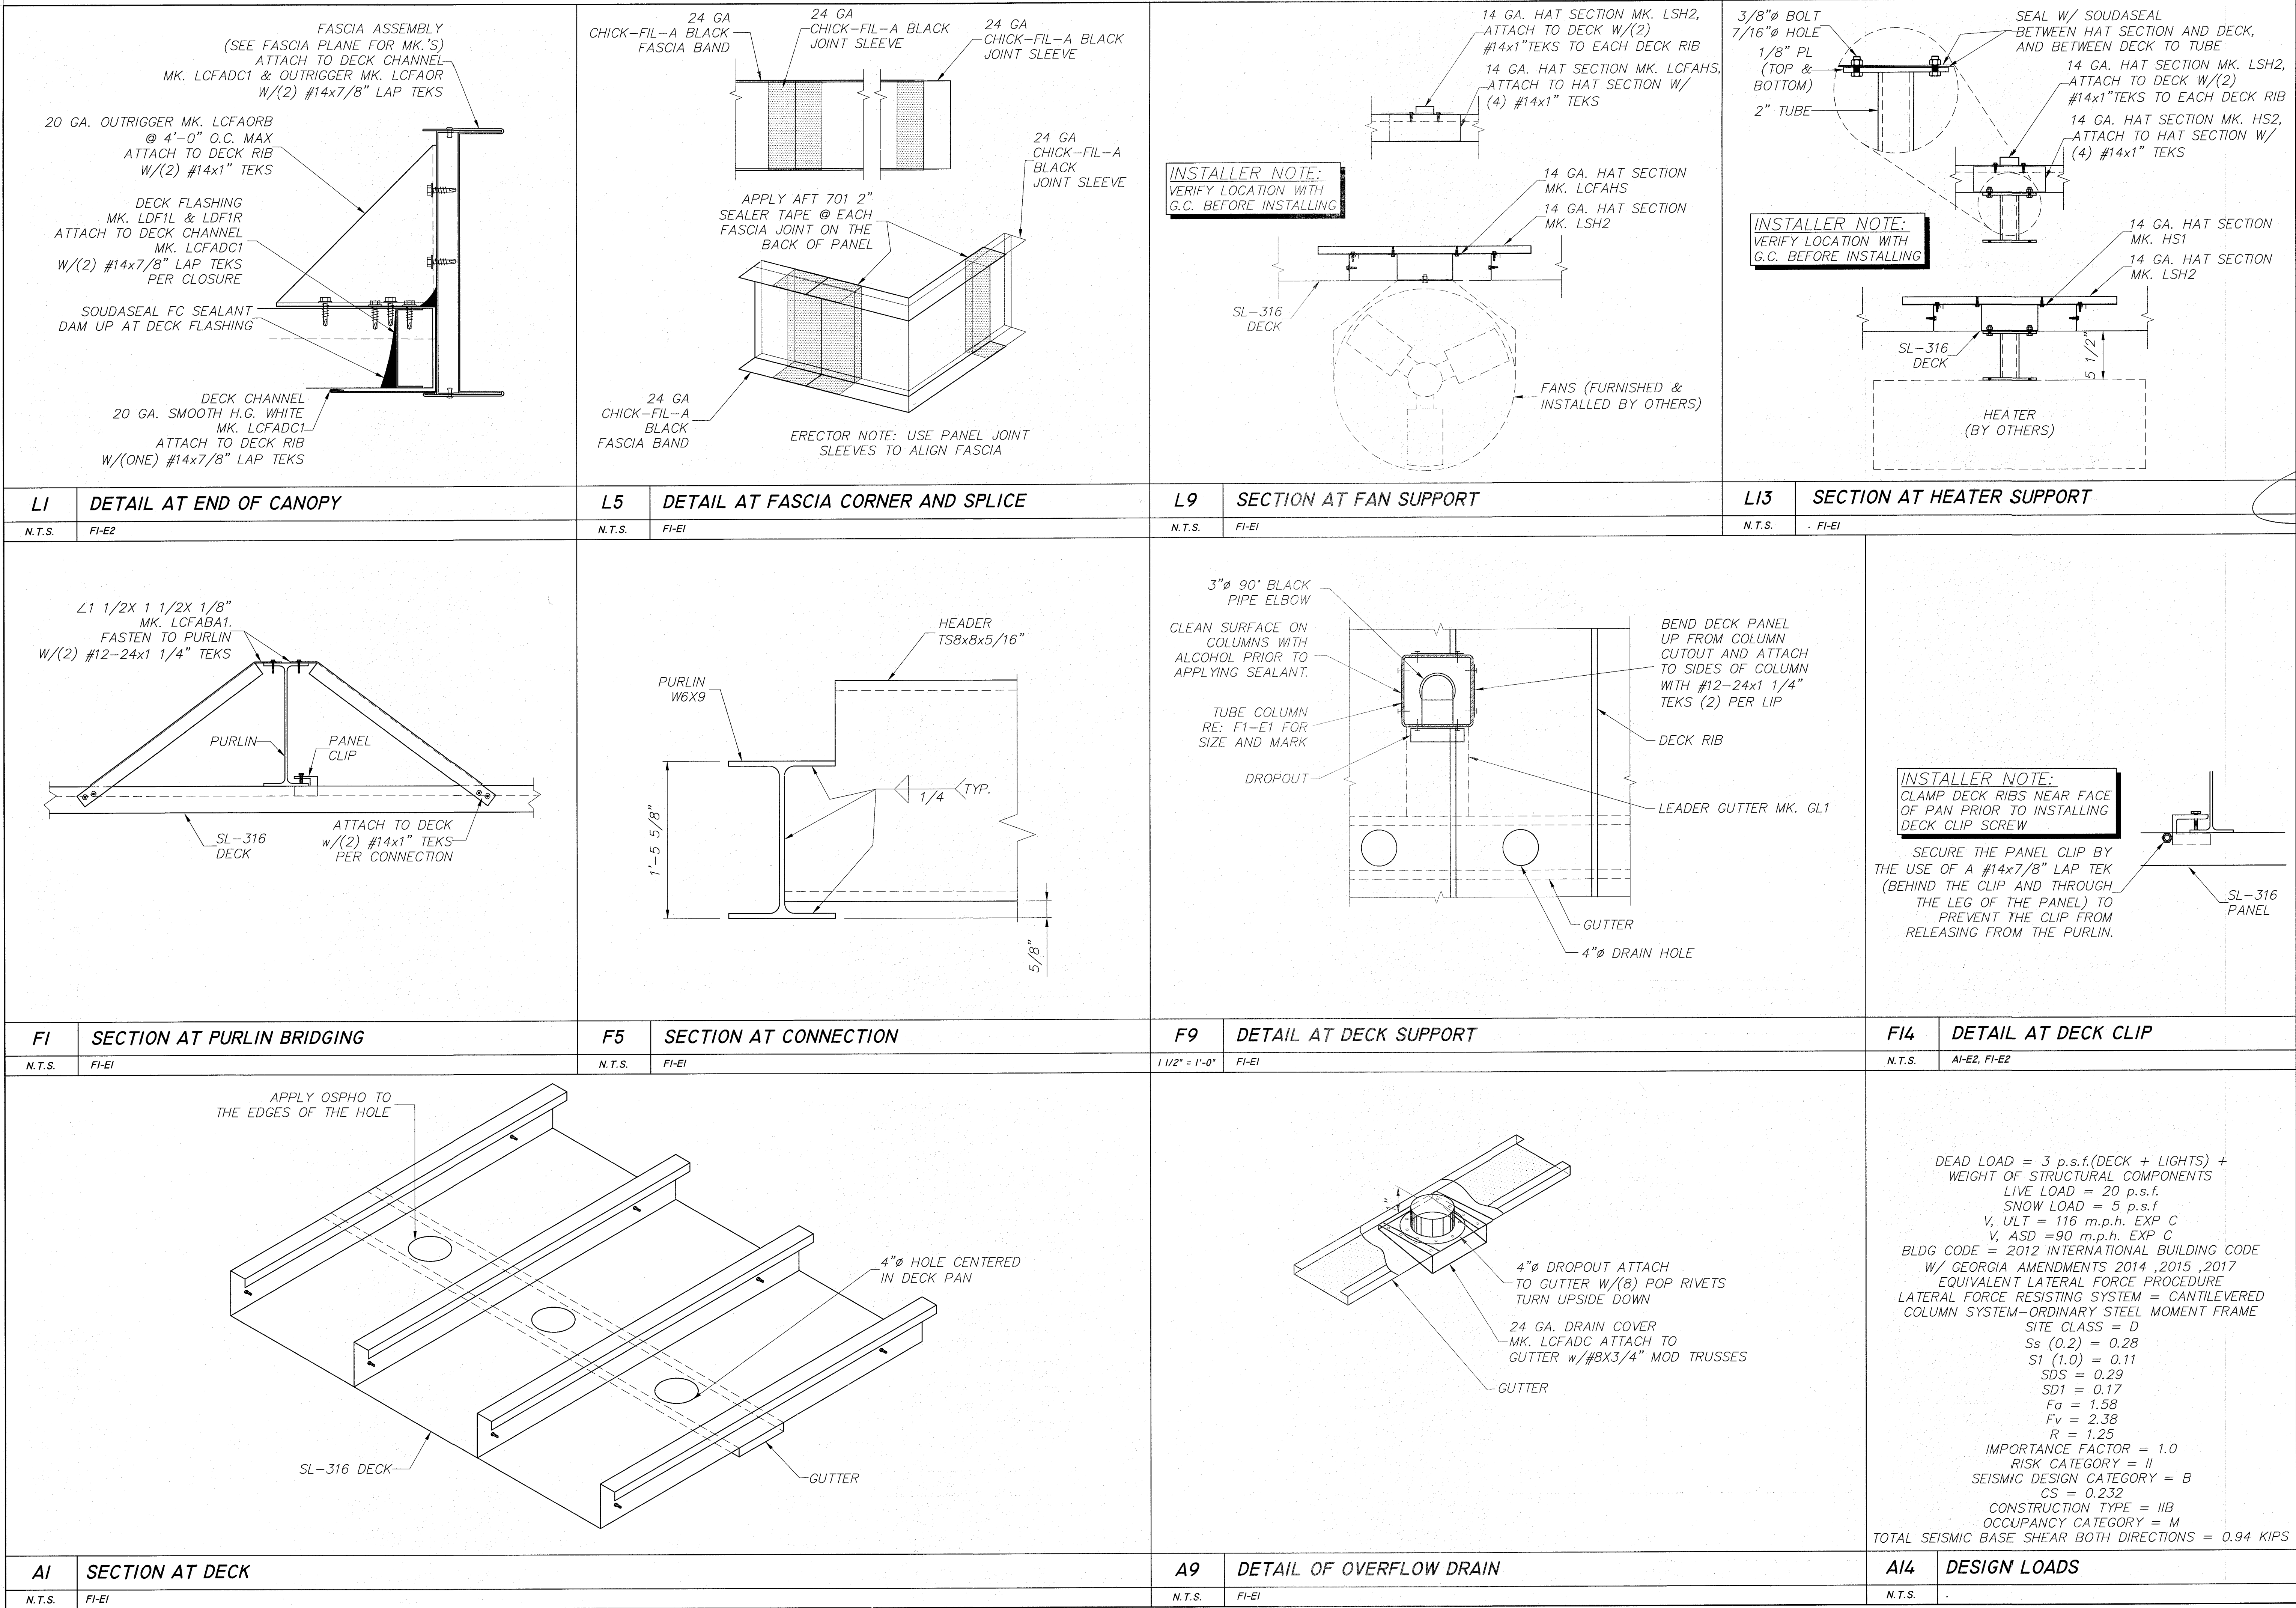 FASCIA ASSEMBLY
(SEE FASCIA PLANE FOR MK.'S)
ATTACH TO DECK CHANNEL
MK. LCFADC1 & OUTRIGGER MK. LCFAOR
W/(2) #14x7/8" LAP TEKS
20 GA. OUTRIGGER MK. LCFAORB
@ 4'-0" O.C. MAX
ATTACH TO DECK RIB
W/(2) #14x1" TEKS
DECK FLASHING
MK. LDF1L & LDF1R
ATTACH TO DECK CHANNEL
MK. LCFADC1
W/(2) #14x7/8" LAP TEKS
PER CLOSURE
SOUDASEAL FC SEALANT
DAM UP AT DECK FLASHING
DECK CHANNEL
20 GA. SMOOTH H.G. WHITE
MK. LCFADC1
ATTACH TO DECK RIB
W/(ONE) #14x7/8" LAP TEKS
L1 DETAIL AT END OF CANOPY
N.T.S. F1-E2
24 GA
CHICK-FIL-A BLACK
FASCIA BAND
24 GA
CHICK-FIL-A BLACK
JOINT SLEEVE
24 GA
CHICK-FIL-A BLACK
JOINT SLEEVE
24 GA
CHICK-FIL-A
BLACK
JOINT SLEEVE
APPLY AFT 701 2"
SEALER TAPE @ EACH
FASCIA JOINT ON THE
BACK OF PANEL
24 GA
CHICK-FIL-A
BLACK
FASCIA BAND
ERECTOR NOTE: USE PANEL JOINT
SLEEVES TO ALIGN FASCIA
L5 DETAIL AT FASCIA CORNER AND SPLICE
N.T.S. F1-E1
14 GA. HAT SECTION MK. LSH2,
ATTACH TO DECK W/(2)
#14x1"TEKS TO EACH DECK RIB
14 GA. HAT SECTION MK. LCFAHS,
ATTACH TO HAT SECTION W/
(4) #14x1" TEKS
INSTALLER NOTE:
VERIFY LOCATION WITH
G.C. BEFORE INSTALLING
14 GA. HAT SECTION
MK. LCFAHS
14 GA. HAT SECTION
MK. LSH2
SL-316
DECK
FANS (FURNISHED &
INSTALLED BY OTHERS)
L9 SECTION AT FAN SUPPORT
N.T.S. F1-E1
3/8"ø BOLT
7/16"ø HOLE
1/8" PL
(TOP &
BOTTOM)
2" TUBE
SEAL W/ SOUDASEAL
BETWEEN HAT SECTION AND DECK,
AND BETWEEN DECK TO TUBE
14 GA. HAT SECTION MK. LSH2,
ATTACH TO DECK W/(2)
#14x1"TEKS TO EACH DECK RIB
14 GA. HAT SECTION MK. HS2,
ATTACH TO HAT SECTION W/
(4) #14x1" TEKS
INSTALLER NOTE:
VERIFY LOCATION WITH
G.C. BEFORE INSTALLING
14 GA. HAT SECTION
MK. HS1
14 GA. HAT SECTION
MK. LSH2
SL-316
DECK
5 1/2"
HEATER
(BY OTHERS)
L13 SECTION AT HEATER SUPPORT
N.T.S. F1-E1
∠1 1/2X 1 1/2X 1/8"
MK. LCFABA1.
FASTEN TO PURLIN
W/(2) #12-24x1 1/4" TEKS
PURLIN
PANEL
CLIP
SL-316
DECK
ATTACH TO DECK
w/(2) #14x1" TEKS
PER CONNECTION
F1 SECTION AT PURLIN BRIDGING
N.T.S. F1-E1
HEADER
TS8x8x5/16"
PURLIN
W6X9
1/4 TYP.
1'-5 5/8"
5/8"
F5 SECTION AT CONNECTION
N.T.S. F1-E1
3"ø 90° BLACK
PIPE ELBOW
CLEAN SURFACE ON
COLUMNS WITH
ALCOHOL PRIOR TO
APPLYING SEALANT.
TUBE COLUMN
RE: F1-E1 FOR
SIZE AND MARK
DROPOUT
BEND DECK PANEL
UP FROM COLUMN
CUTOUT AND ATTACH
TO SIDES OF COLUMN
WITH #12-24x1 1/4"
TEKS (2) PER LIP
DECK RIB
LEADER GUTTER MK. GL1
GUTTER
4"ø DRAIN HOLE
F9 DETAIL AT DECK SUPPORT
1 1/2" = 1'-0" F1-E1
INSTALLER NOTE:
CLAMP DECK RIBS NEAR FACE
OF PAN PRIOR TO INSTALLING
DECK CLIP SCREW
SECURE THE PANEL CLIP BY
THE USE OF A #14x7/8" LAP TEK
(BEHIND THE CLIP AND THROUGH
THE LEG OF THE PANEL) TO
PREVENT THE CLIP FROM
RELEASING FROM THE PURLIN.
SL-316
PANEL
F14 DETAIL AT DECK CLIP
N.T.S. A1-E2, F1-E2
APPLY OSPHO TO
THE EDGES OF THE HOLE
4"ø HOLE CENTERED
IN DECK PAN
SL-316 DECK
GUTTER
A1 SECTION AT DECK
N.T.S. F1-E1
1"
4"ø DROPOUT ATTACH
TO GUTTER W/(8) POP RIVETS
TURN UPSIDE DOWN
24 GA. DRAIN COVER
MK. LCFADC ATTACH TO
GUTTER w/#8X3/4" MOD TRUSSES
GUTTER
A9 DETAIL OF OVERFLOW DRAIN
N.T.S. F1-E1
DEAD LOAD = 3 p.s.f.(DECK + LIGHTS) +
WEIGHT OF STRUCTURAL COMPONENTS
LIVE LOAD = 20 p.s.f.
SNOW LOAD = 5 p.s.f
V, ULT = 116 m.p.h. EXP C
V, ASD =90 m.p.h. EXP C
BLDG CODE = 2012 INTERNATIONAL BUILDING CODE
W/ GEORGIA AMENDMENTS 2014 ,2015 ,2017
EQUIVALENT LATERAL FORCE PROCEDURE
LATERAL FORCE RESISTING SYSTEM = CANTILEVERED
COLUMN SYSTEM-ORDINARY STEEL MOMENT FRAME
SITE CLASS = D
Ss (0.2) = 0.28
S1 (1.0) = 0.11
SDS = 0.29
SD1 = 0.17
Fa = 1.58
Fv = 2.38
R = 1.25
IMPORTANCE FACTOR = 1.0
RISK CATEGORY = II
SEISMIC DESIGN CATEGORY = B
CS = 0.232
CONSTRUCTION TYPE = IIB
OCCUPANCY CATEGORY = M
TOTAL SEISMIC BASE SHEAR BOTH DIRECTIONS = 0.94 KIPS
A14 DESIGN LOADS
N.T.S.